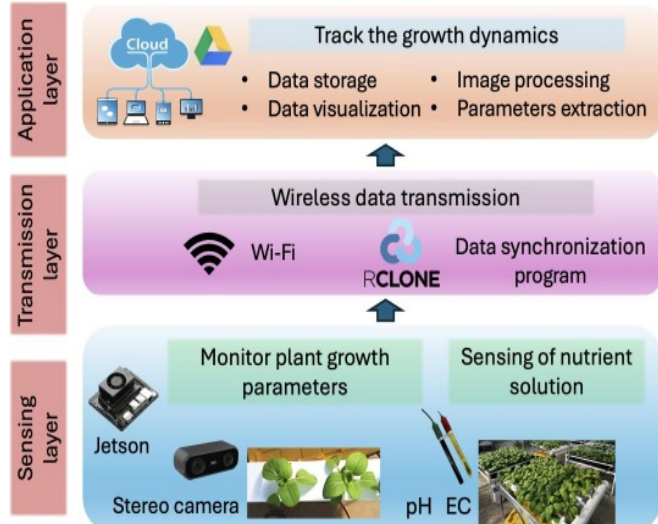 Application
layer
Cloud
Track the growth dynamics
• Data storage
• Data visualization
• Image processing
• Parameters extraction
Transmission
layer
Wireless data transmission
Wi-Fi
RCLONE
Data synchronization
program
Sensing
layer
Monitor plant growth
parameters
Sensing of nutrient
solution
Jetson
Stereo camera
pH EC